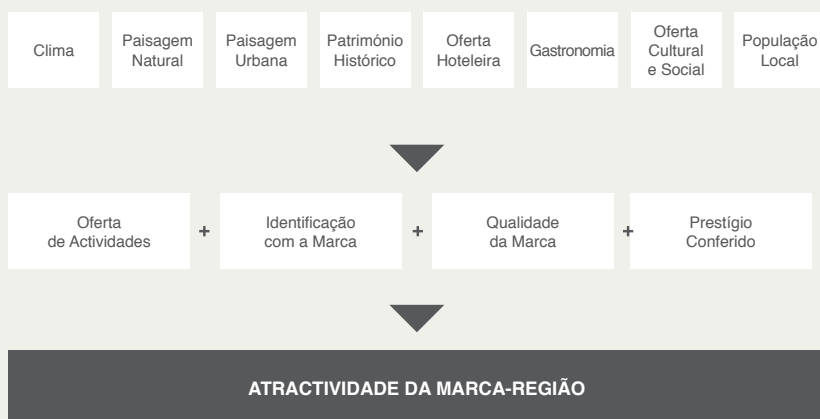 Clima
Paisagem
Natural
Paisagem
Urbana
Património
Histórico
Oferta
Hoteleira
Gastronomia
Oferta
Cultural
e Social
População
Local
Oferta
de Actividades
+
Identificação
com a Marca
+
Qualidade
da Marca
+
Prestígio
Conferido
ATRACTIVIDADE DA MARCA-REGIÃO